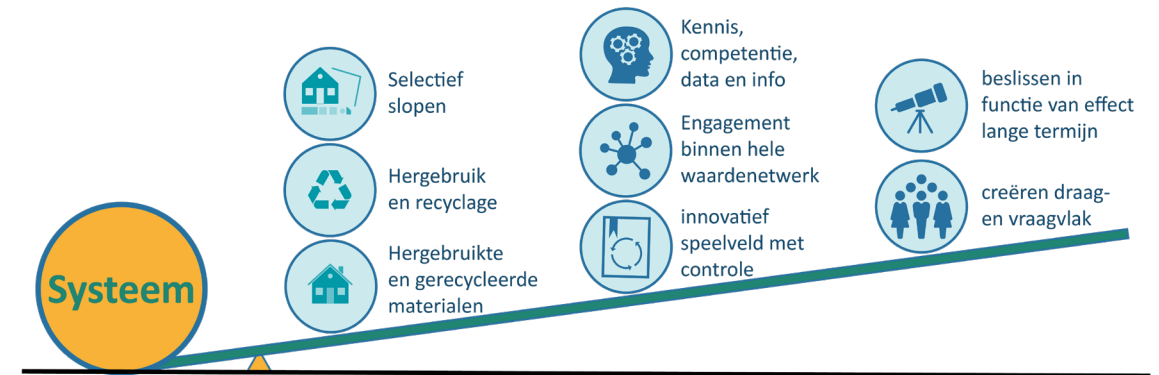 Systeem
Selectief
slopen
Hergebruik
en recyclage
Hergebruikte
en gerecycleerde
materialen
Kennis,
competentie,
data en info
Engagement
binnen hele
waardenetwerk
innovatief
speelveld met
controle
beslissen in
functie van effect
lange termijn
creëren draag-
en vraagvlak